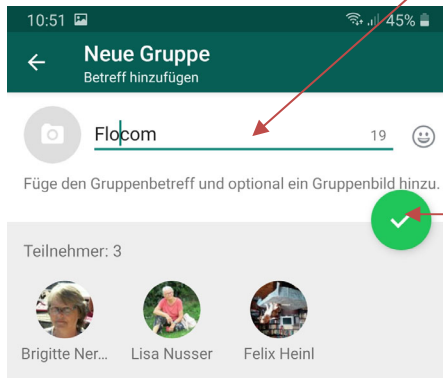 10:51 45%
Neue Gruppe
Betreff hinzufügen
Flocom 19
Füge den Gruppenbetreff und optional ein Gruppenbild hinzu.
Teilnehmer: 3
Brigitte Ner... Lisa Nusser Felix Heinl